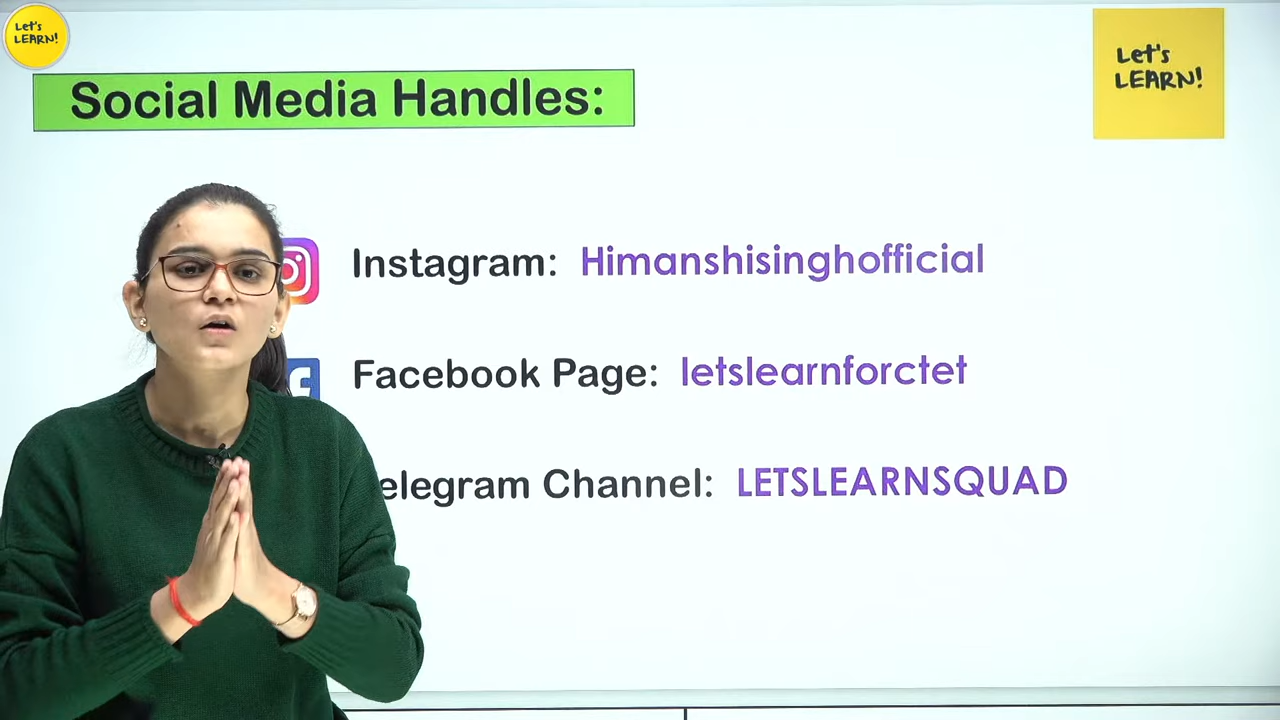 Let's
LEARN!
Let's
LEARN!
Social Media Handles:
Instagram: Himanshisinghofficial
Facebook Page: letslearnforctet
elegram Channel: LETSLEARNSQUAD